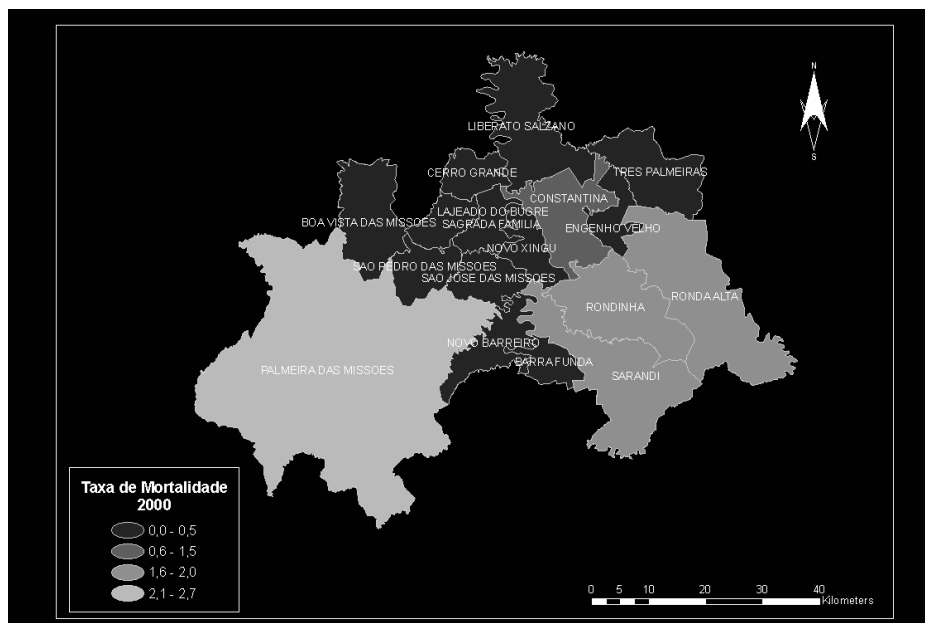 N
S
LIBERATO SALZANO
CERRO GRANDE
TRES PALMEIRAS
CONSTANTINA
LAJEADO DO BUGRE
BOA VISTA DAS MISSOES
SAGRADA FAMILIA
ENGENHO VELHO
NOVO XINGU
SAO PEDRO DAS MISSOES
SAO JOSE DAS MISSOES
RONDA ALTA
RONDINHA
NOVO BARREIRO
BARRA FUNDA
PALMEIRA DAS MISSOES
SARANDI
Taxa de Mortalidade
2000
0,0 - 0,5
0,6 - 1,5
1,6 - 2,0
2,1 - 2,7
0 5 10 20 30 40
Kilometers